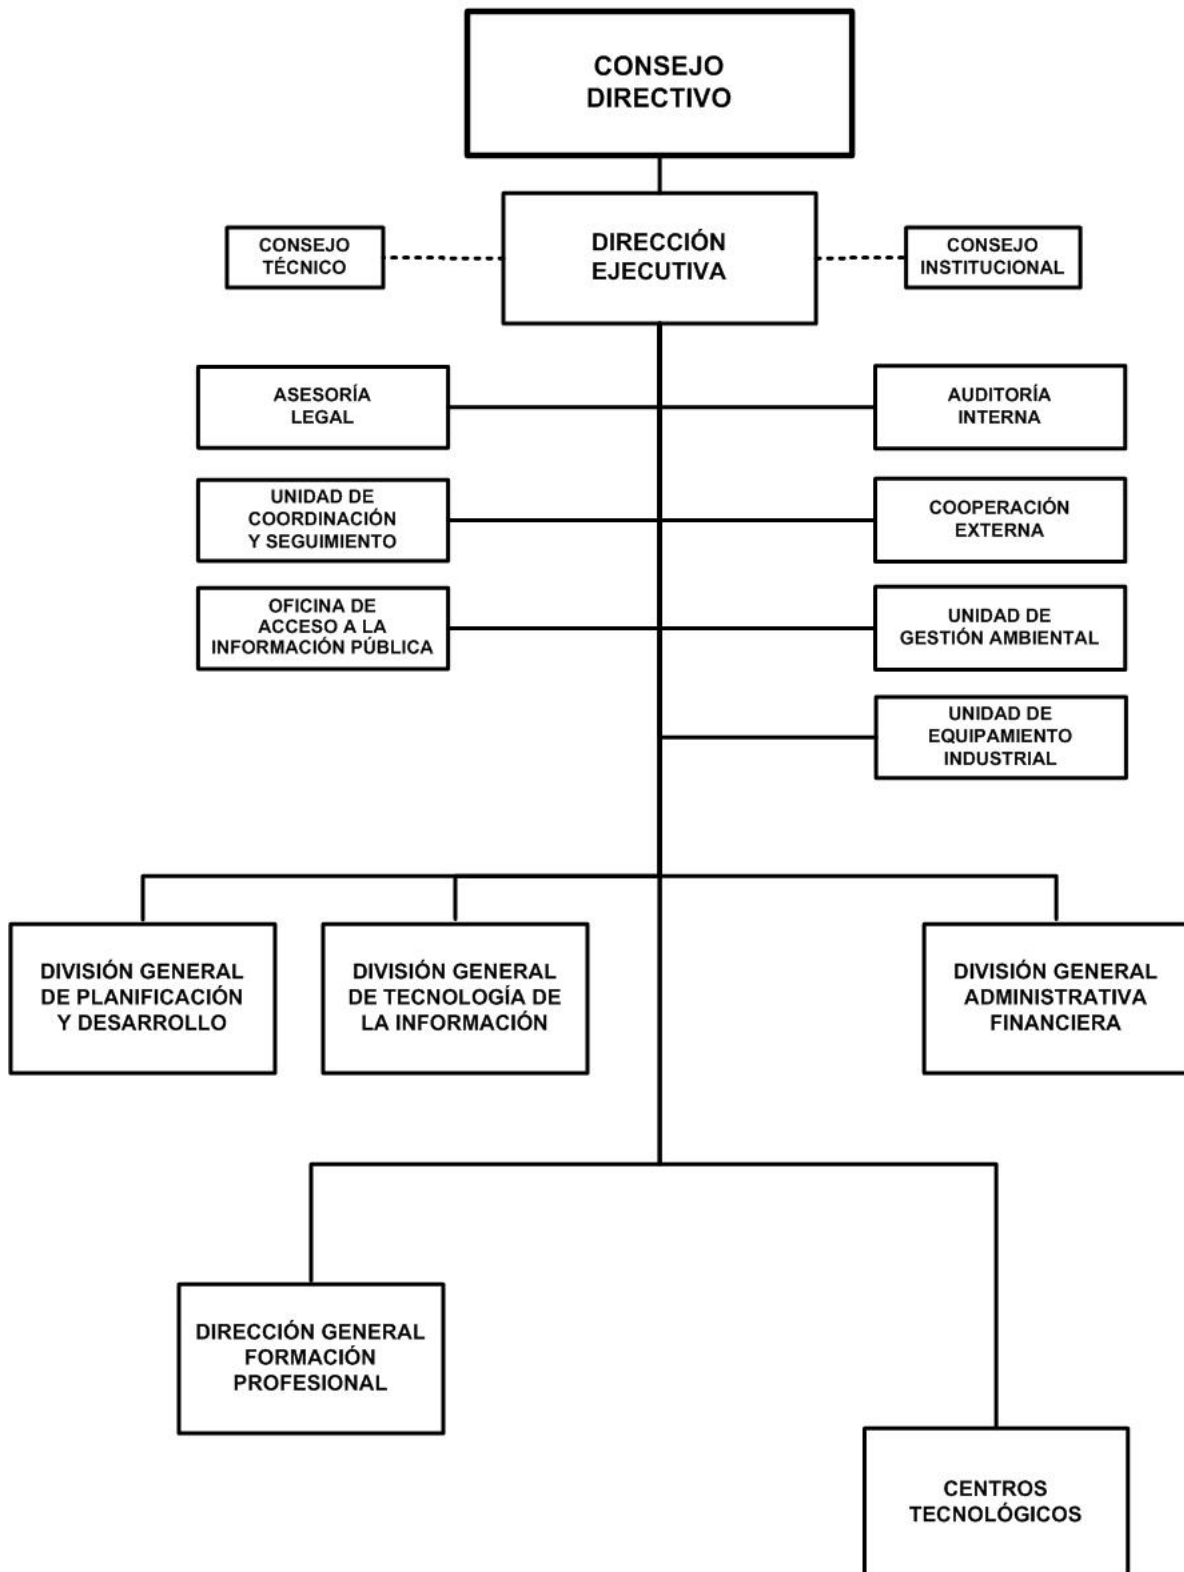 CONSEJO
DIRECTIVO
DIRECCIÓN
EJECUTIVA
CONSEJO
TÉCNICO
CONSEJO
INSTITUCIONAL
ASESORÍA
LEGAL
AUDITORÍA
INTERNA
UNIDAD DE
COORDINACIÓN
Y SEGUIMIENTO
COOPERACIÓN
EXTERNA
OFICINA DE
ACCESO A LA
INFORMACIÓN PÚBLICA
UNIDAD DE
GESTIÓN AMBIENTAL
UNIDAD DE
EQUIPAMIENTO
INDUSTRIAL
DIVISIÓN GENERAL
DE PLANIFICACIÓN
Y DESARROLLO
DIVISIÓN GENERAL
DE TECNOLOGÍA DE
LA INFORMACIÓN
DIVISIÓN GENERAL
ADMINISTRATIVA
FINANCIERA
DIRECCIÓN GENERAL
FORMACIÓN
PROFESIONAL
CENTROS
TECNOLÓGICOS